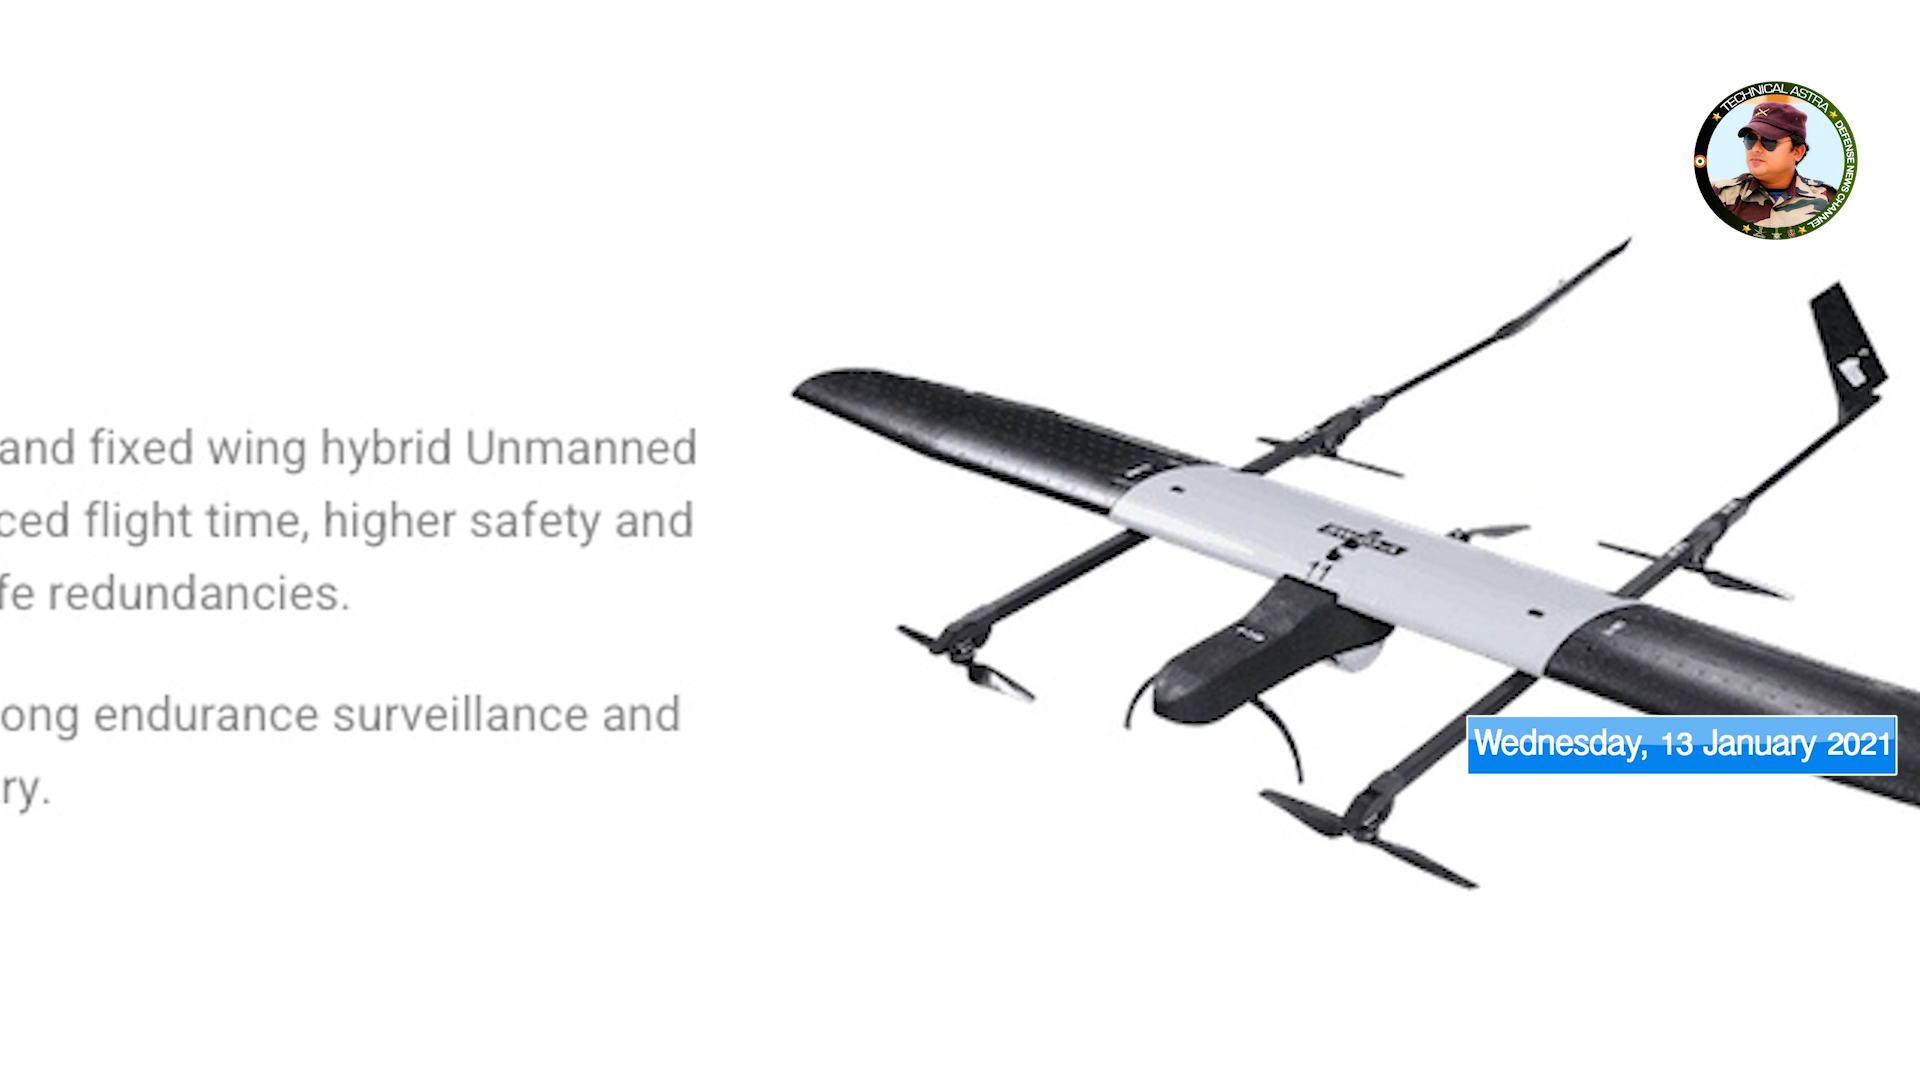 TECHNICAL ASTRA
DEFENSE NEWS CHANNEL
and fixed wing hybrid Unmanned
ced flight time, higher safety and
fe redundancies.
ong endurance surveillance and
ry.
Wednesday, 13 January 2021